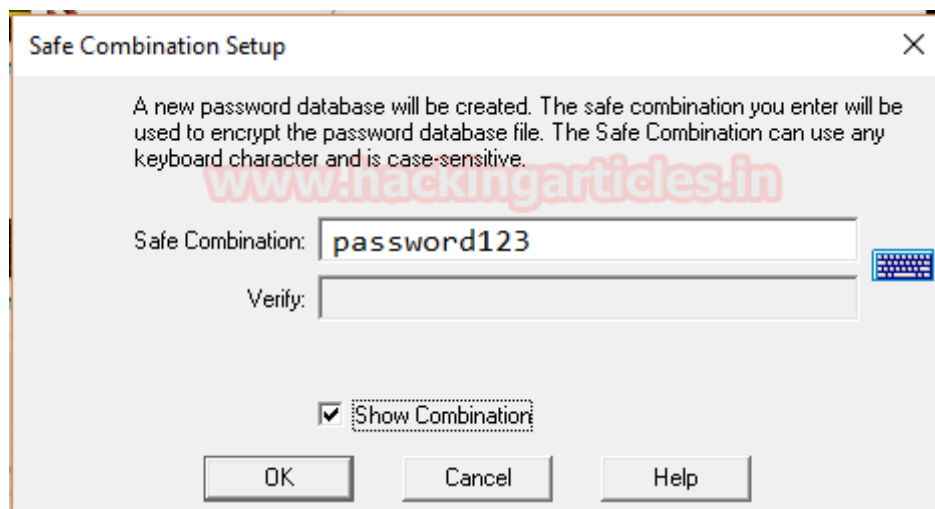 Safe Combination Setup
A new password database will be created. The safe combination you enter will be
used to encrypt the password database file. The Safe Combination can use any
keyboard character and is case-sensitive.
www.hackingarticles.in
Safe Combination: password123
Verify:
Show Combination
OK Cancel Help